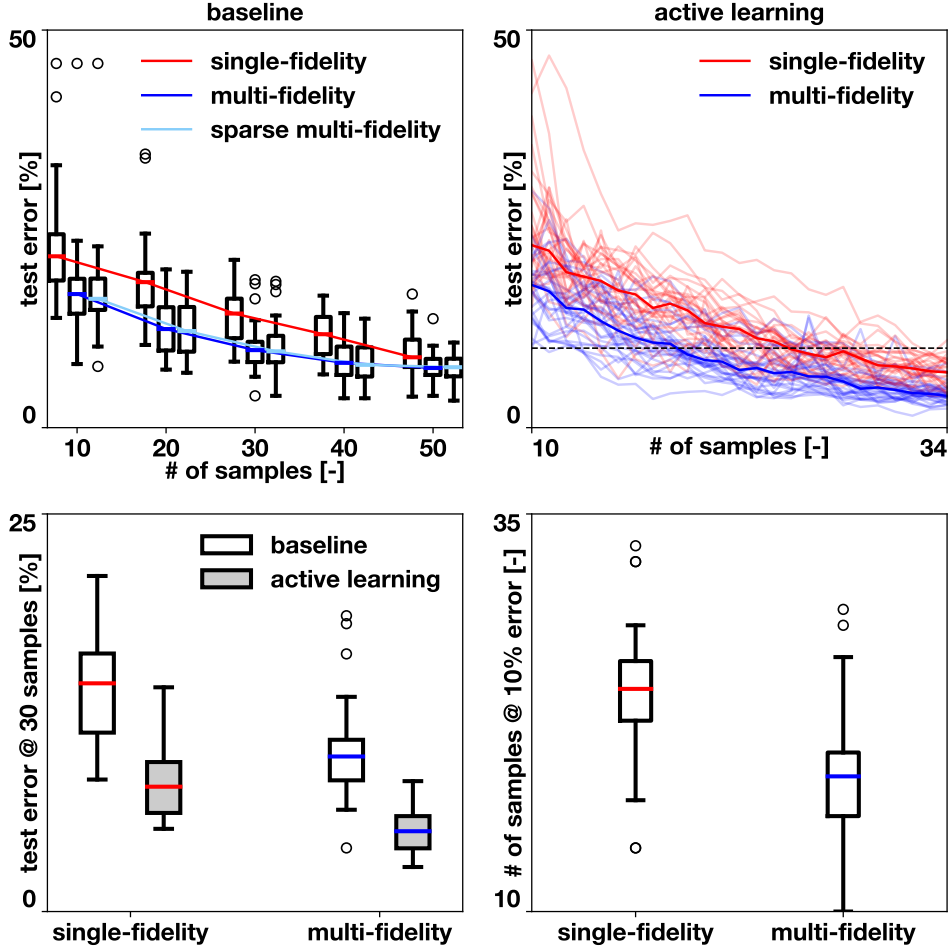 baseline
50
single-fidelity
multi-fidelity
sparse multi-fidelity
test error [%]
0
10 20 30 40 50
# of samples [-]
active learning
50
single-fidelity
multi-fidelity
test error [%]
0
10 34
# of samples [-]
25
baseline
active learning
test error @ 30 samples [%]
0
single-fidelity multi-fidelity
35
# of samples @ 10% error [-]
10
single-fidelity multi-fidelity